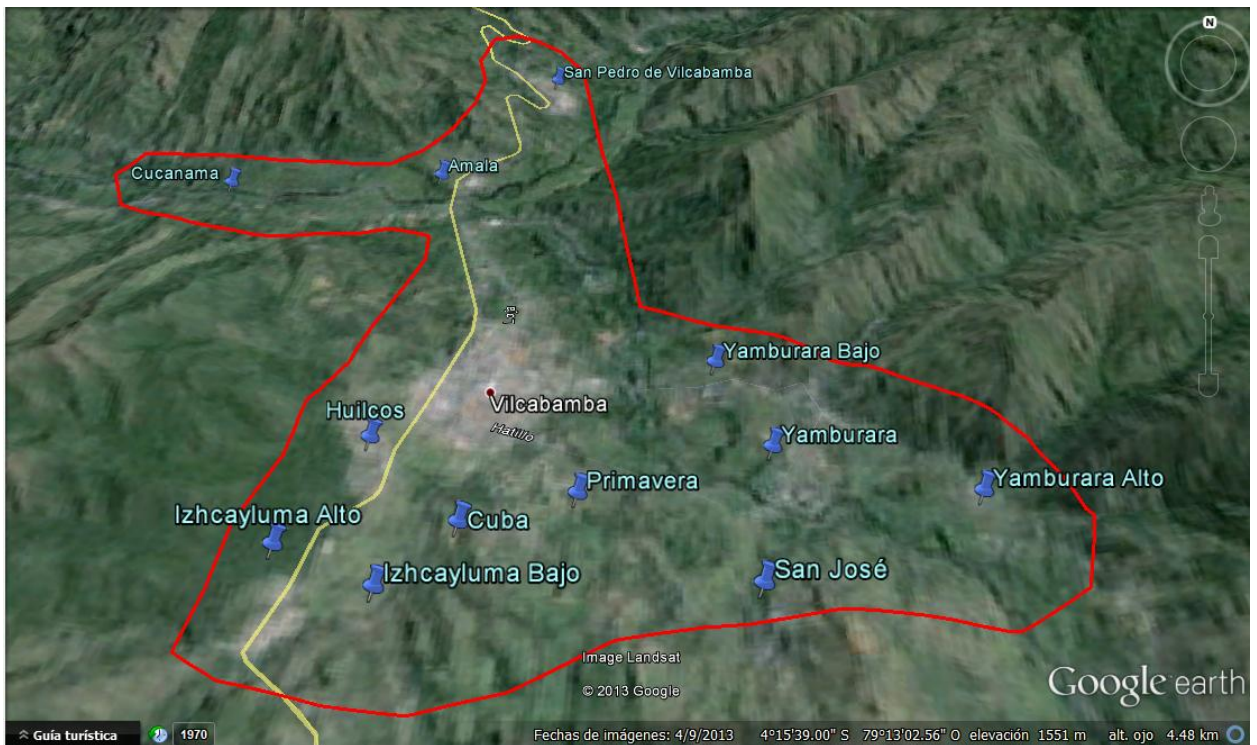 N
San Pedro de Vilcabamba
Amala
Cucanama
Yamburara Bajo
Vilcabamba
Huilcos
Hatillo
Yamburara
Primavera
Yamburara Alto
Izhcayluma Alto
Cuba
Izhcayluma Bajo
San José
Image Landsat
© 2013 Google
Google earth
Guía turística
1970
Fechas de imágenes: 4/9/2013 4°15'39.00" S 79°13'02.56" O elevación 1551 m alt. ojo 4.48 km